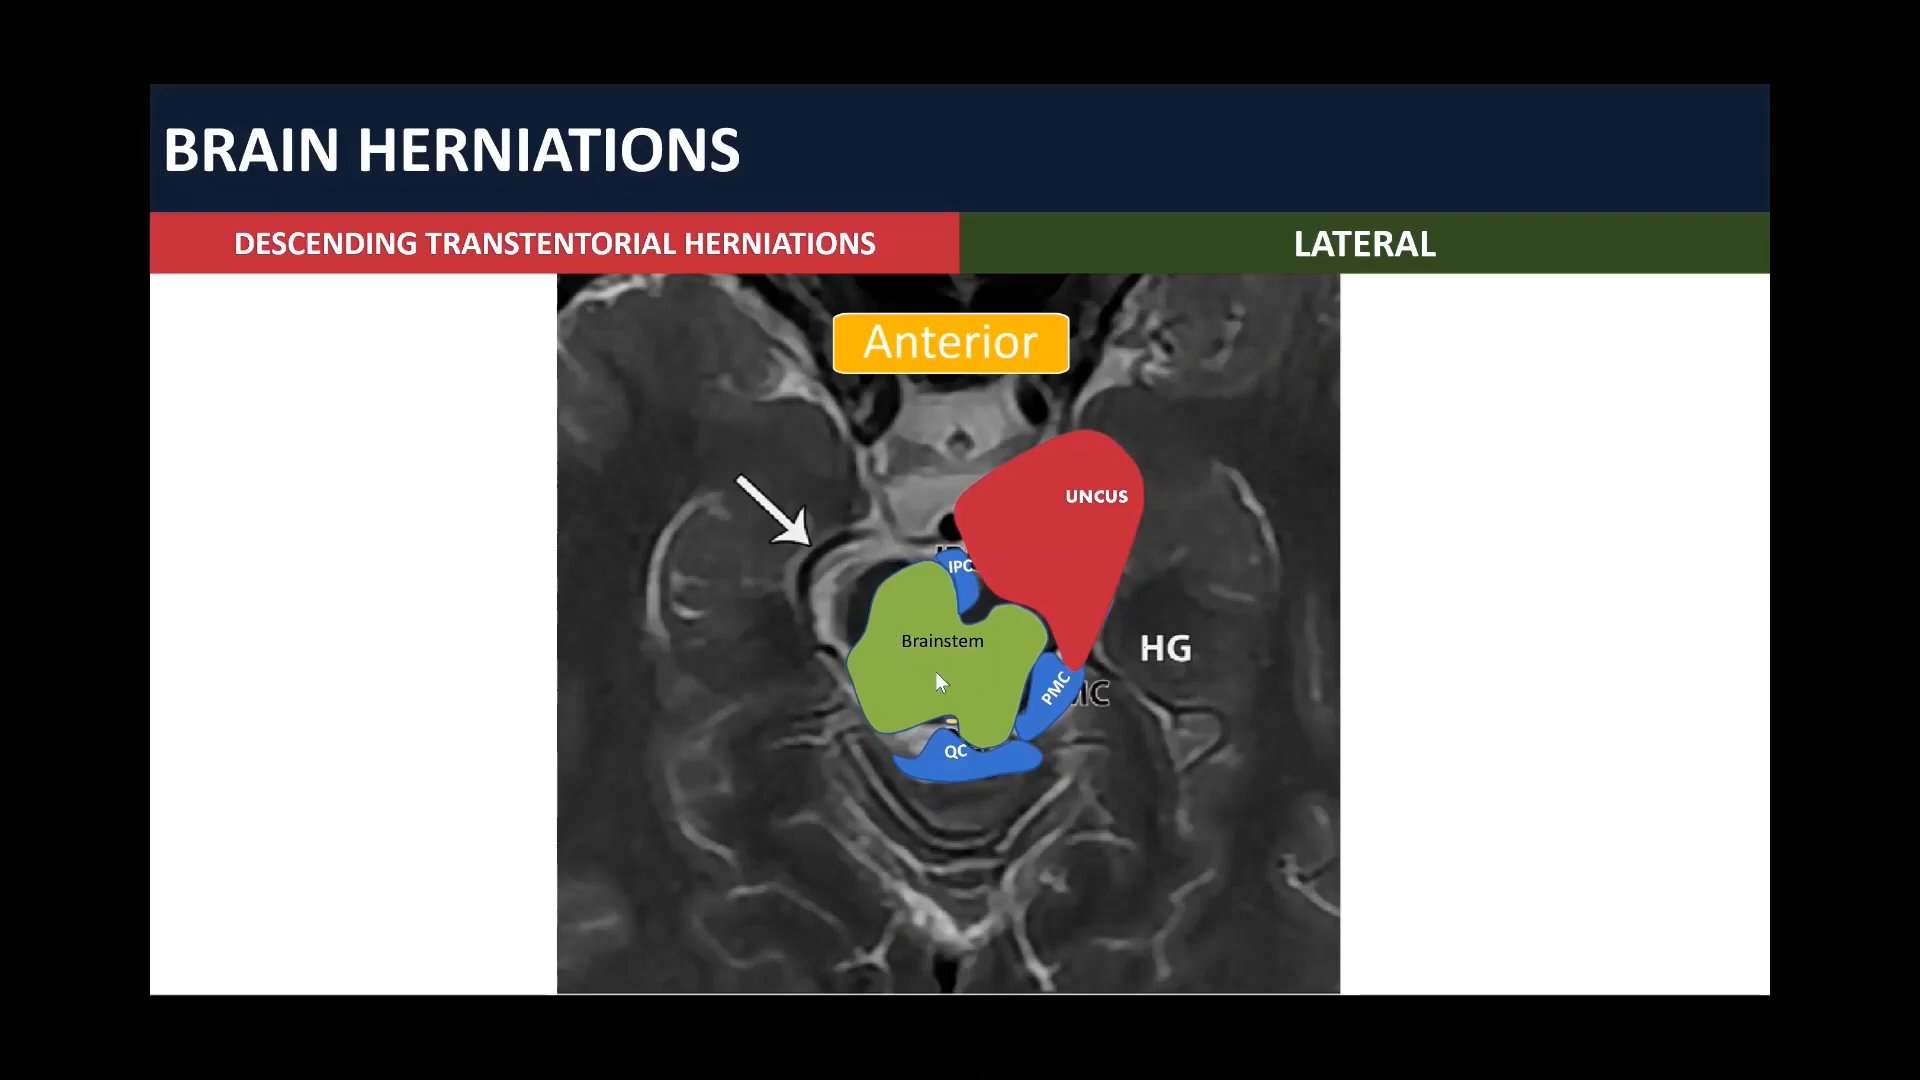 BRAIN HERNIATIONS
DESCENDING TRANSTENTORIAL HERNIATIONS
LATERAL
Anterior
UNCUS
IPC
Brainstem
HG
PMC
QC